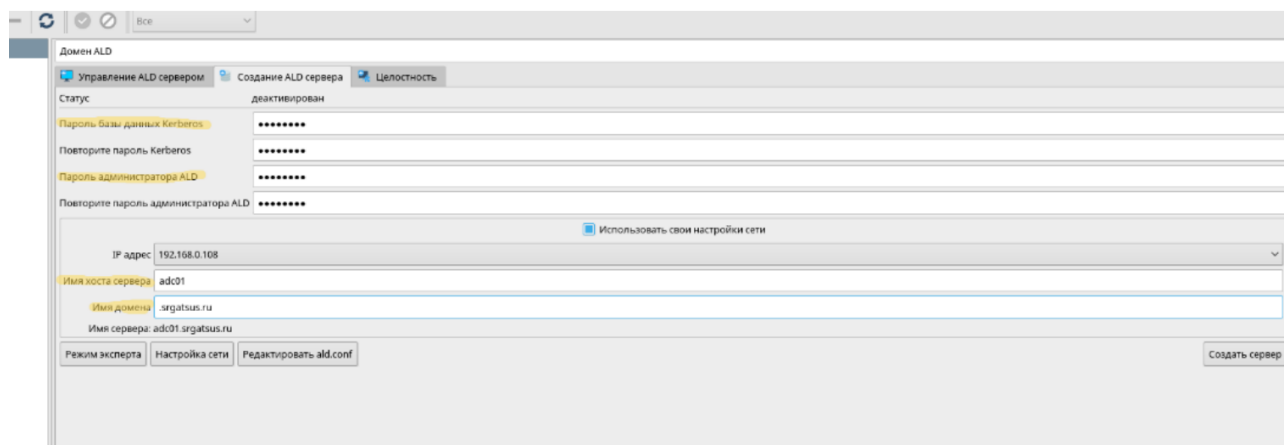 Все
Домен ALD
Управление ALD сервером Создание ALD сервера Целостность
Статус деактивирован
Пароль базы данных Kerberos ••••••••
Повторите пароль Kerberos ••••••••
Пароль администратора ALD ••••••••
Повторите пароль администратора ALD ••••••••
Использовать свои настройки сети
IP адрес 192.168.0.108
Имя хоста сервера adc01
Имя домена .srgatsus.ru
Имя сервера: adc01.srgatsus.ru
Режим эксперта Настройка сети Редактировать ald.conf Создать сервер